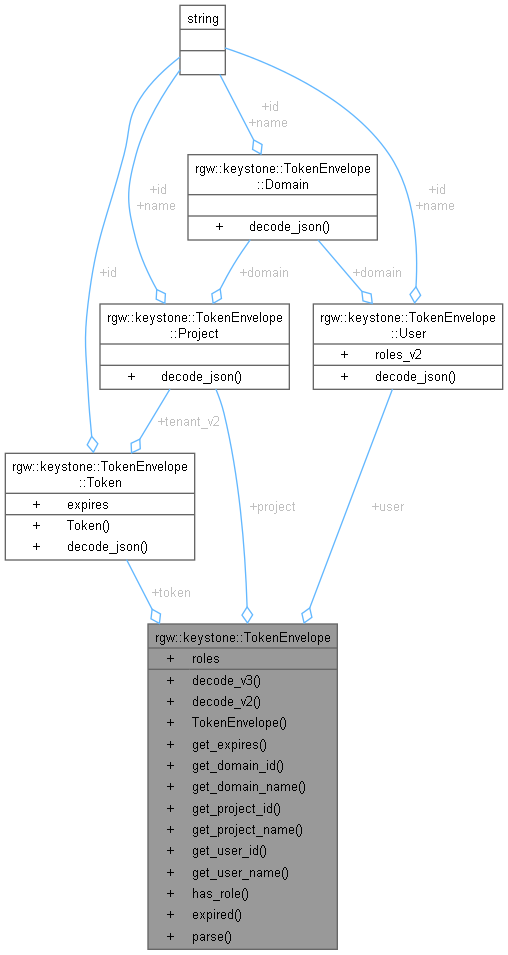 string
+id
+name
rgw::keystone::TokenEnvelope
::Domain
+ decode_json()
+id
+name
+id
+name
+id
+domain
+domain
rgw::keystone::TokenEnvelope
::Project
+ decode_json()
rgw::keystone::TokenEnvelope
::User
+ roles_v2
+ decode_json()
+tenant_v2
rgw::keystone::TokenEnvelope
::Token
+ expires
+ Token()
+ decode_json()
+project
+user
+token
rgw::keystone::TokenEnvelope
+ roles
+ decode_v3()
+ decode_v2()
+ TokenEnvelope()
+ get_expires()
+ get_domain_id()
+ get_domain_name()
+ get_project_id()
+ get_project_name()
+ get_user_id()
+ get_user_name()
+ has_role()
+ expired()
+ parse()